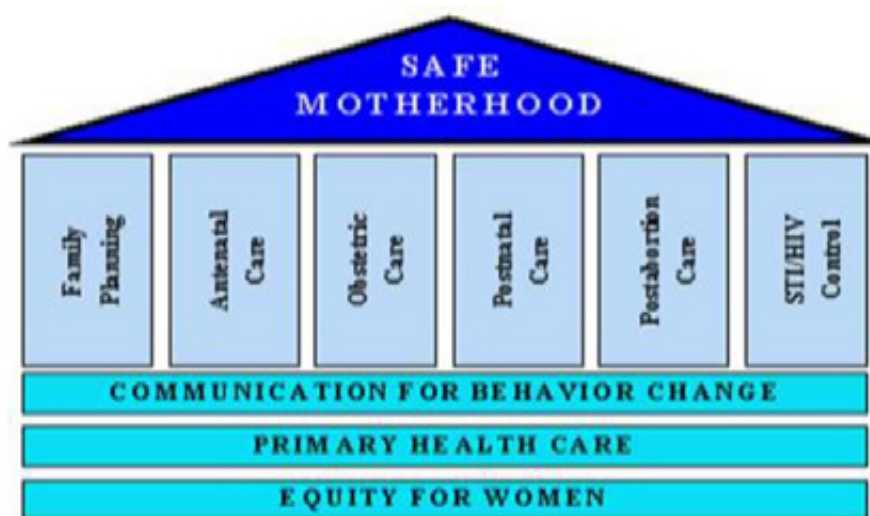 SAFE
MOTHERHOOD
Family
Planning
Antenatal
Care
Obstetric
Care
Postnatal
Care
Postabortion
Care
STI/HIV
Control
COMMUNICATION FOR BEHAVIOR CHANGE
PRIMARY HEALTH CARE
EQUITY FOR WOMEN